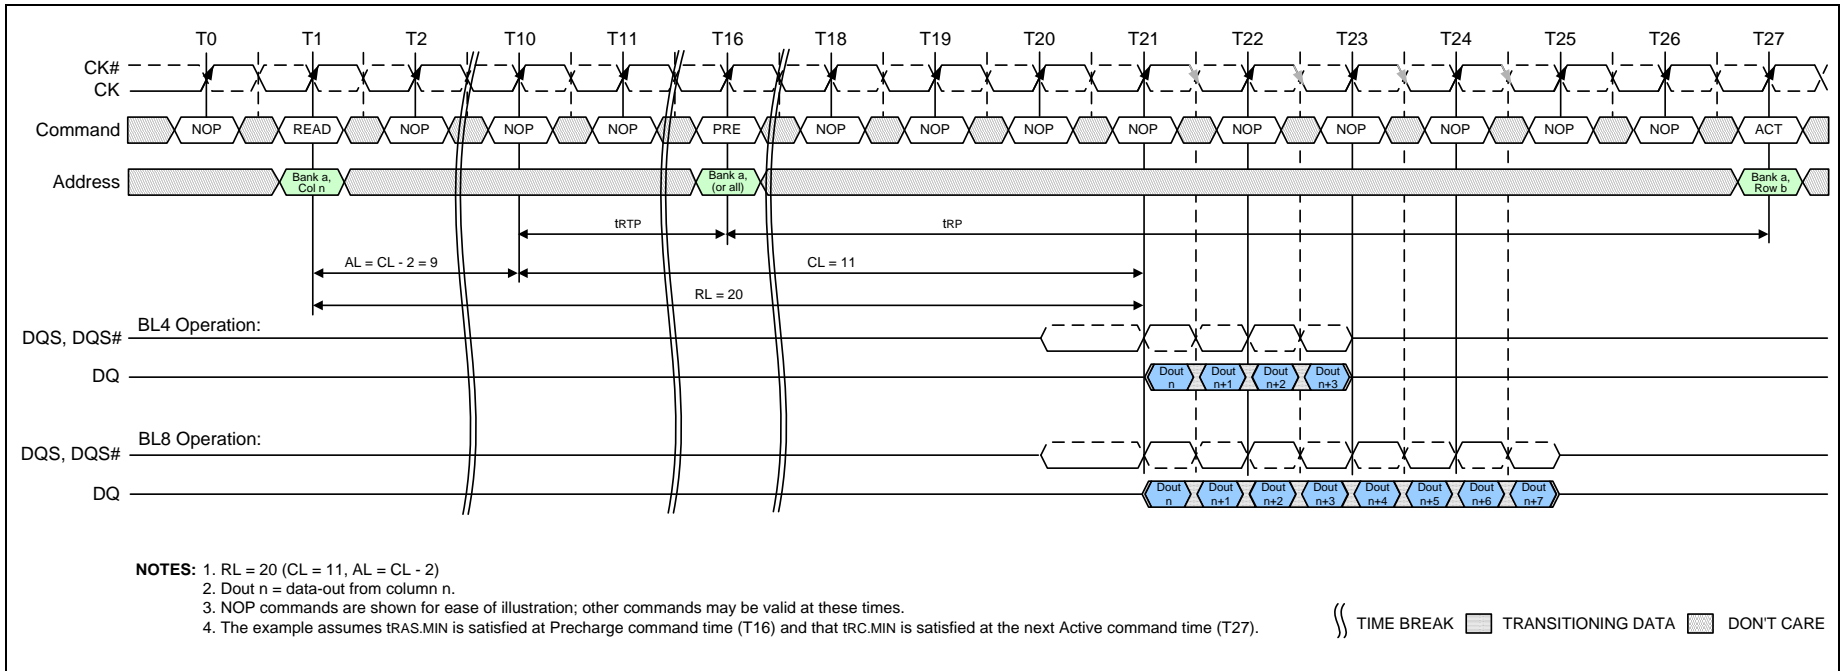 T0 T1 T2 T10 T11 T16 T18 T19 T20 T21 T22 T23 T24 T25 T26 T27
CK#
CK
Command NOP READ NOP NOP NOP PRE NOP NOP NOP NOP NOP NOP NOP NOP NOP ACT
Address Bank a, Col n Bank a, (or all) Bank a, Row b
tRTP tRP
AL = CL - 2 = 9 CL = 11
RL = 20
BL4 Operation:
DQS, DQS#
DQ Dout n Dout n+1 Dout n+2 Dout n+3
BL8 Operation:
DQS, DQS#
DQ Dout n Dout n+1 Dout n+2 Dout n+3 Dout n+4 Dout n+5 Dout n+6 Dout n+7
NOTES: 1. RL = 20 (CL = 11, AL = CL - 2)
2. Dout n = data-out from column n.
3. NOP commands are shown for ease of illustration; other commands may be valid at these times.
4. The example assumes tRAS.MIN is satisfied at Precharge command time (T16) and that tRC.MIN is satisfied at the next Active command time (T27).
TIME BREAK TRANSITIONING DATA DON'T CARE